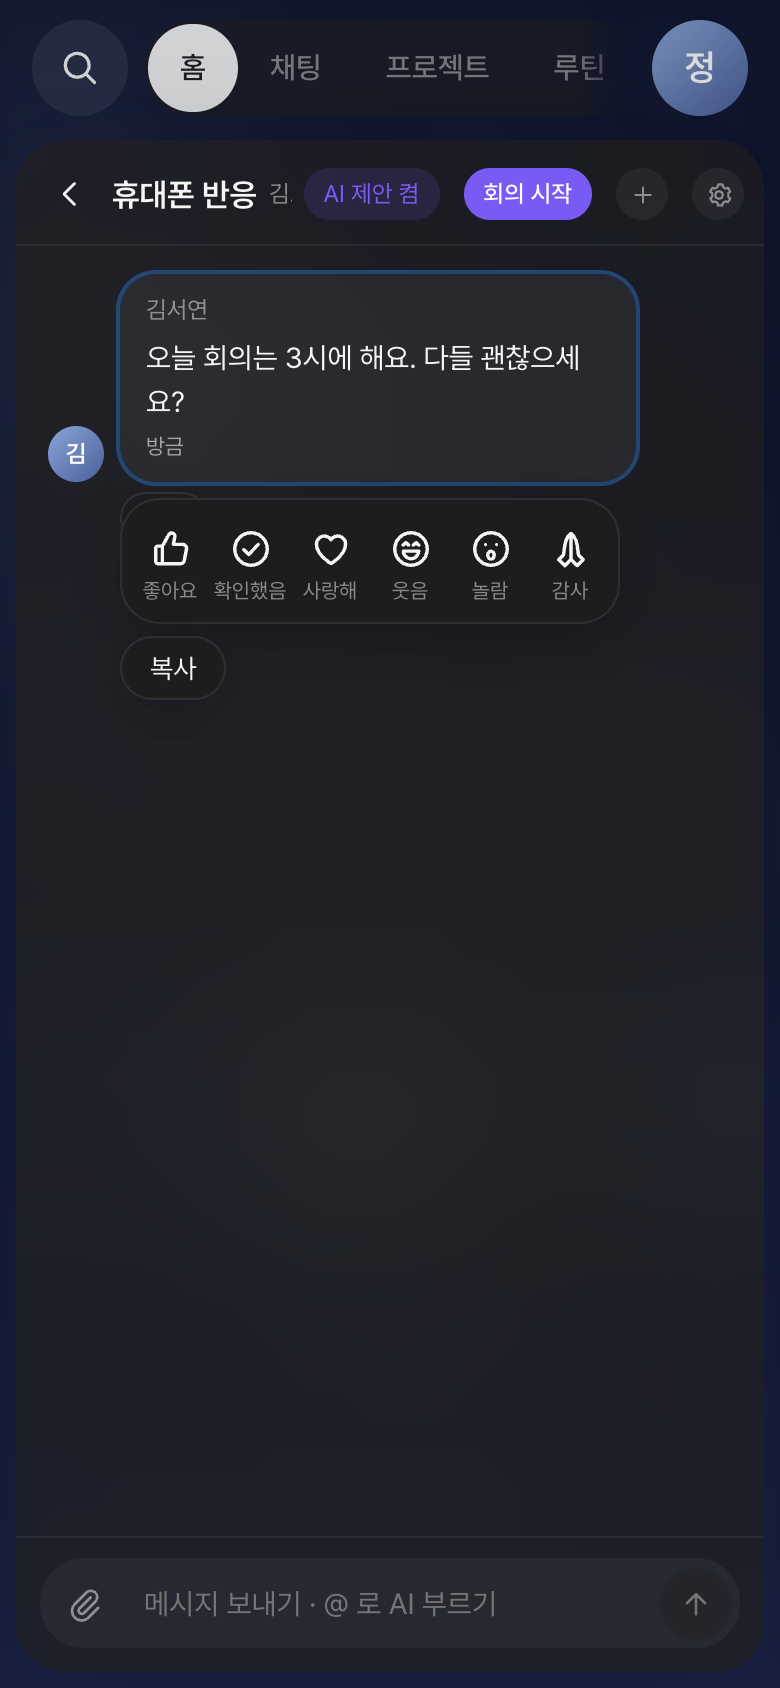 홈 채팅 프로젝트 루틴 정
휴대폰 반응 김. AI 제안 켬 회의 시작
김서연
오늘 회의는 3시에 해요. 다들 괜찮으세
요?
방금
김
좋아요 확인했음 사랑해 웃음 놀람 감사
복사
메시지 보내기 · @ 로 AI 부르기